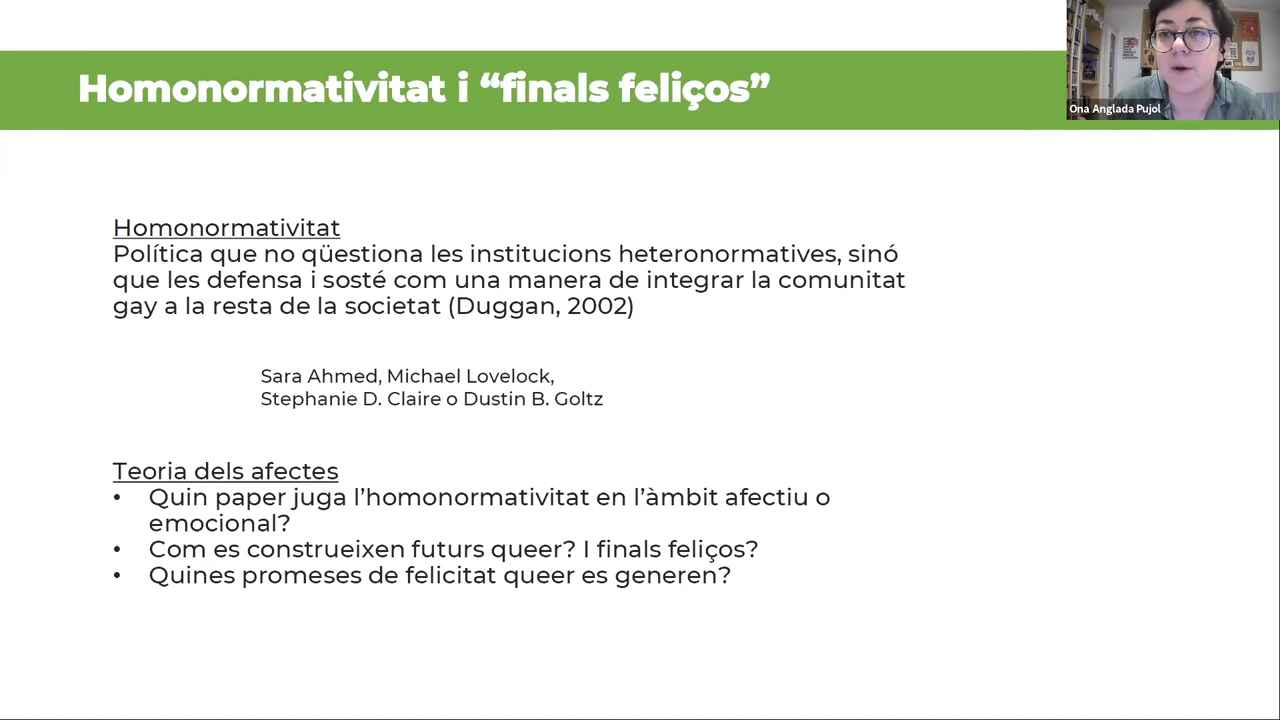 Homonormativitat i “finals feliços”
Ona Anglada Pujol
Homonormativitat
Política que no qüestiona les institucions heteronormatives, sinó
que les defensa i sosté com una manera de integrar la comunitat
gay a la resta de la societat (Duggan, 2002)
Sara Ahmed, Michael Lovelock,
Stephanie D. Claire o Dustin B. Goltz
Teoria dels afectes
• Quin paper juga l’homonormativitat en l’àmbit afectiu o
emocional?
• Com es construeixen futurs queer? I finals feliços?
• Quines promeses de felicitat queer es generen?